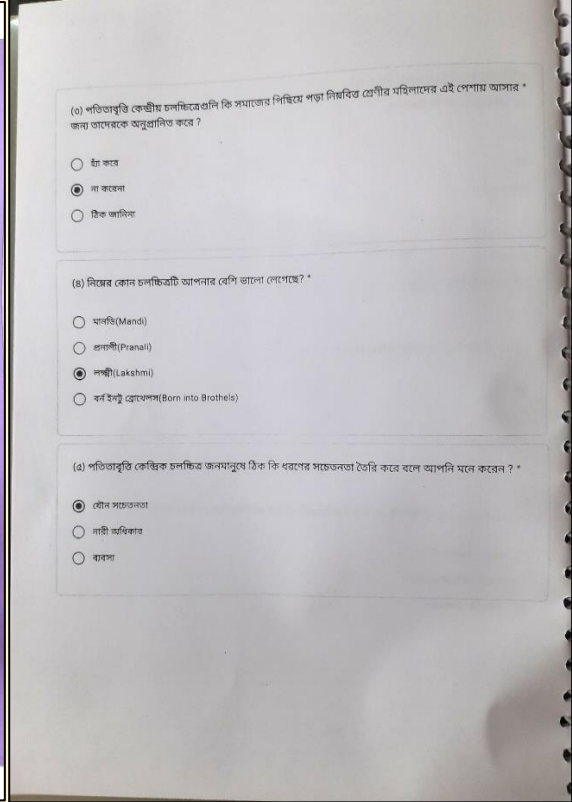 (৩) পতিতাবৃত্তি কেন্দ্রীয় চলচ্চিত্রগুলি কি সমাজের পিছিয়ে পড়া নিম্নবিত্ত শ্রেণীর মহিলাদের এই পেশায় আসার *
জন্য তাদেরকে অনুপ্রানিত করে ?
হ্যাঁ করে
না করেনা
ঠিক জানিনা
(৪) নিম্নের কোন চলচ্চিত্রটি আপনার বেশি ভালো লেগেছে? *
মানডি(Mandi)
প্রনালী(Pranali)
লক্ষ্মী(Lakshmi)
বর্ন ইনটু ব্রোথেলস(Born into Brothels)
(৫) পতিতাবৃত্তি কেন্দ্রিক চলচ্চিত্র জনমানুষে ঠিক কি ধরণের সচেতনতা তৈরি করে বলে আপনি মনে করেন ? *
যৌন সচেতনতা
নারী অধিকার
ব্যবসা